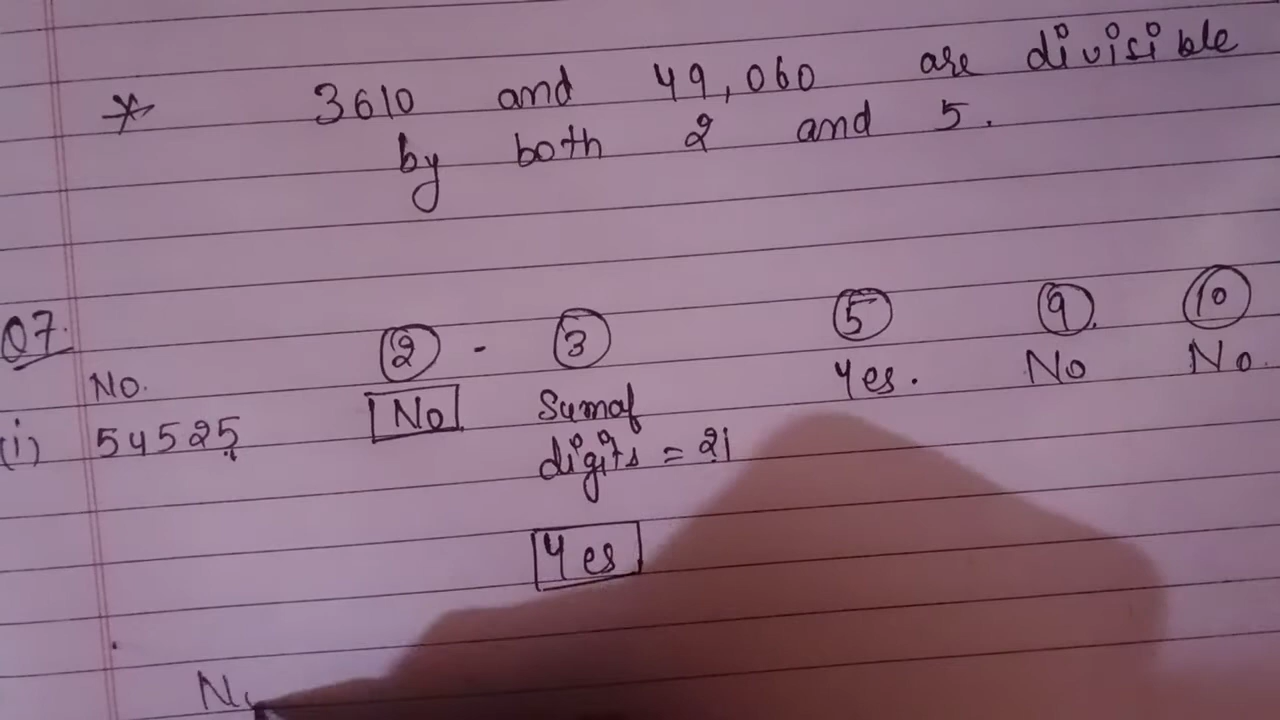 * 3610 and 49,060 are divisible
by both 2 and 5.
Q7. No. 2 - 3 5 9. 10
(i) 54525 No Sum of Yes. No No.
digits = 21
Yes